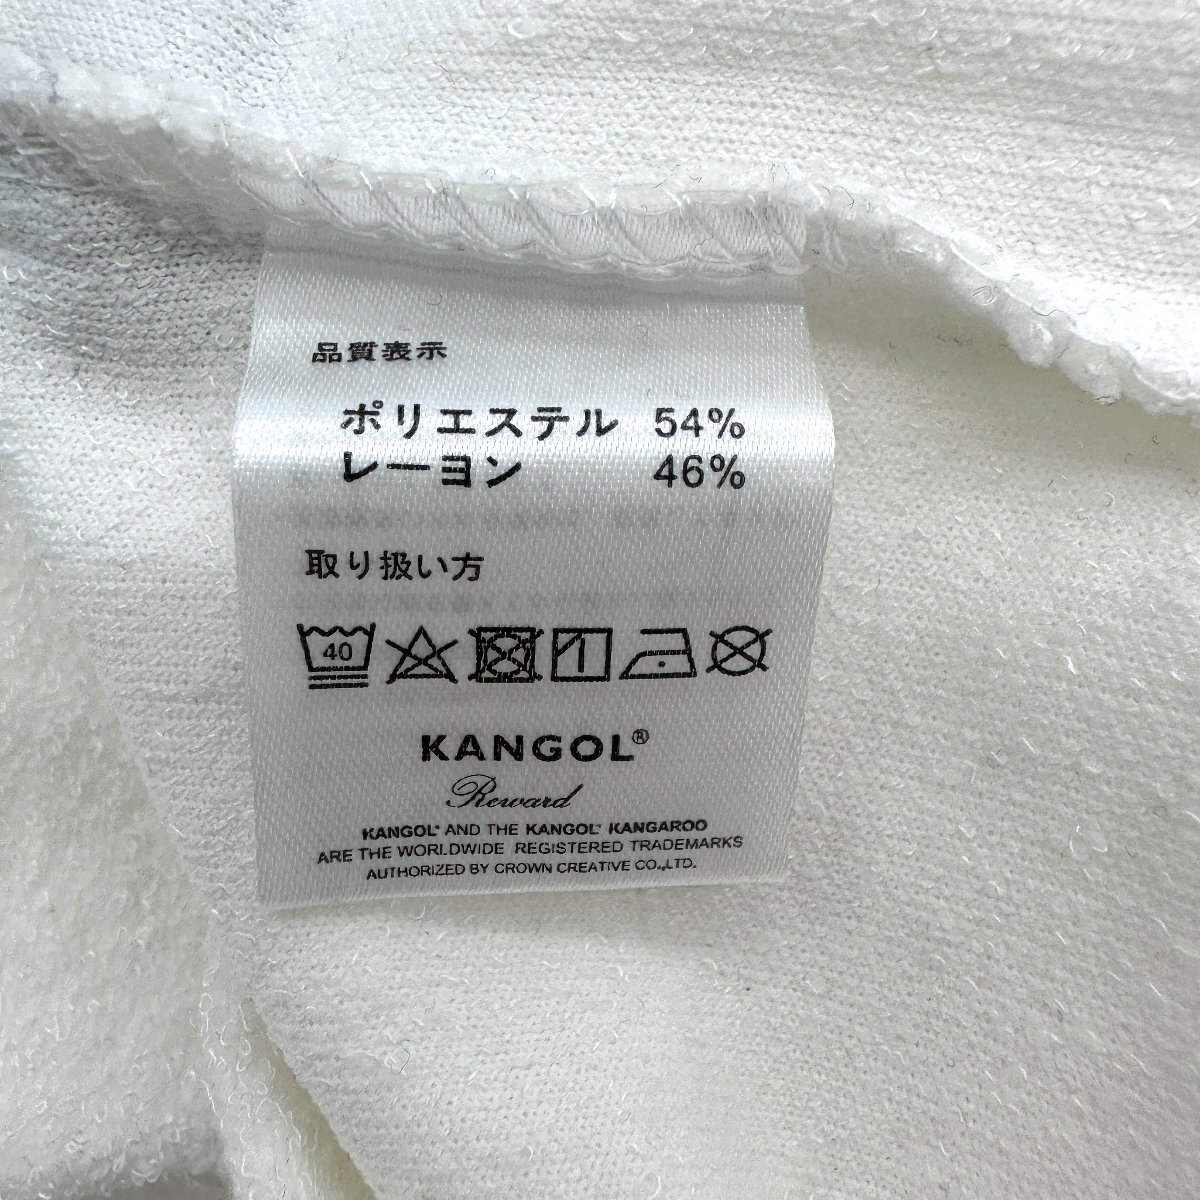 品質表示
ポリエステル 54%
レーヨン 46%
取り扱い方
40
KANGOL®
Reward
KANGOL® AND THE KANGOL® KANGAROO
ARE THE WORLDWIDE REGISTERED TRADEMARKS
AUTHORIZED BY CROWN CREATIVE CO.,LTD.